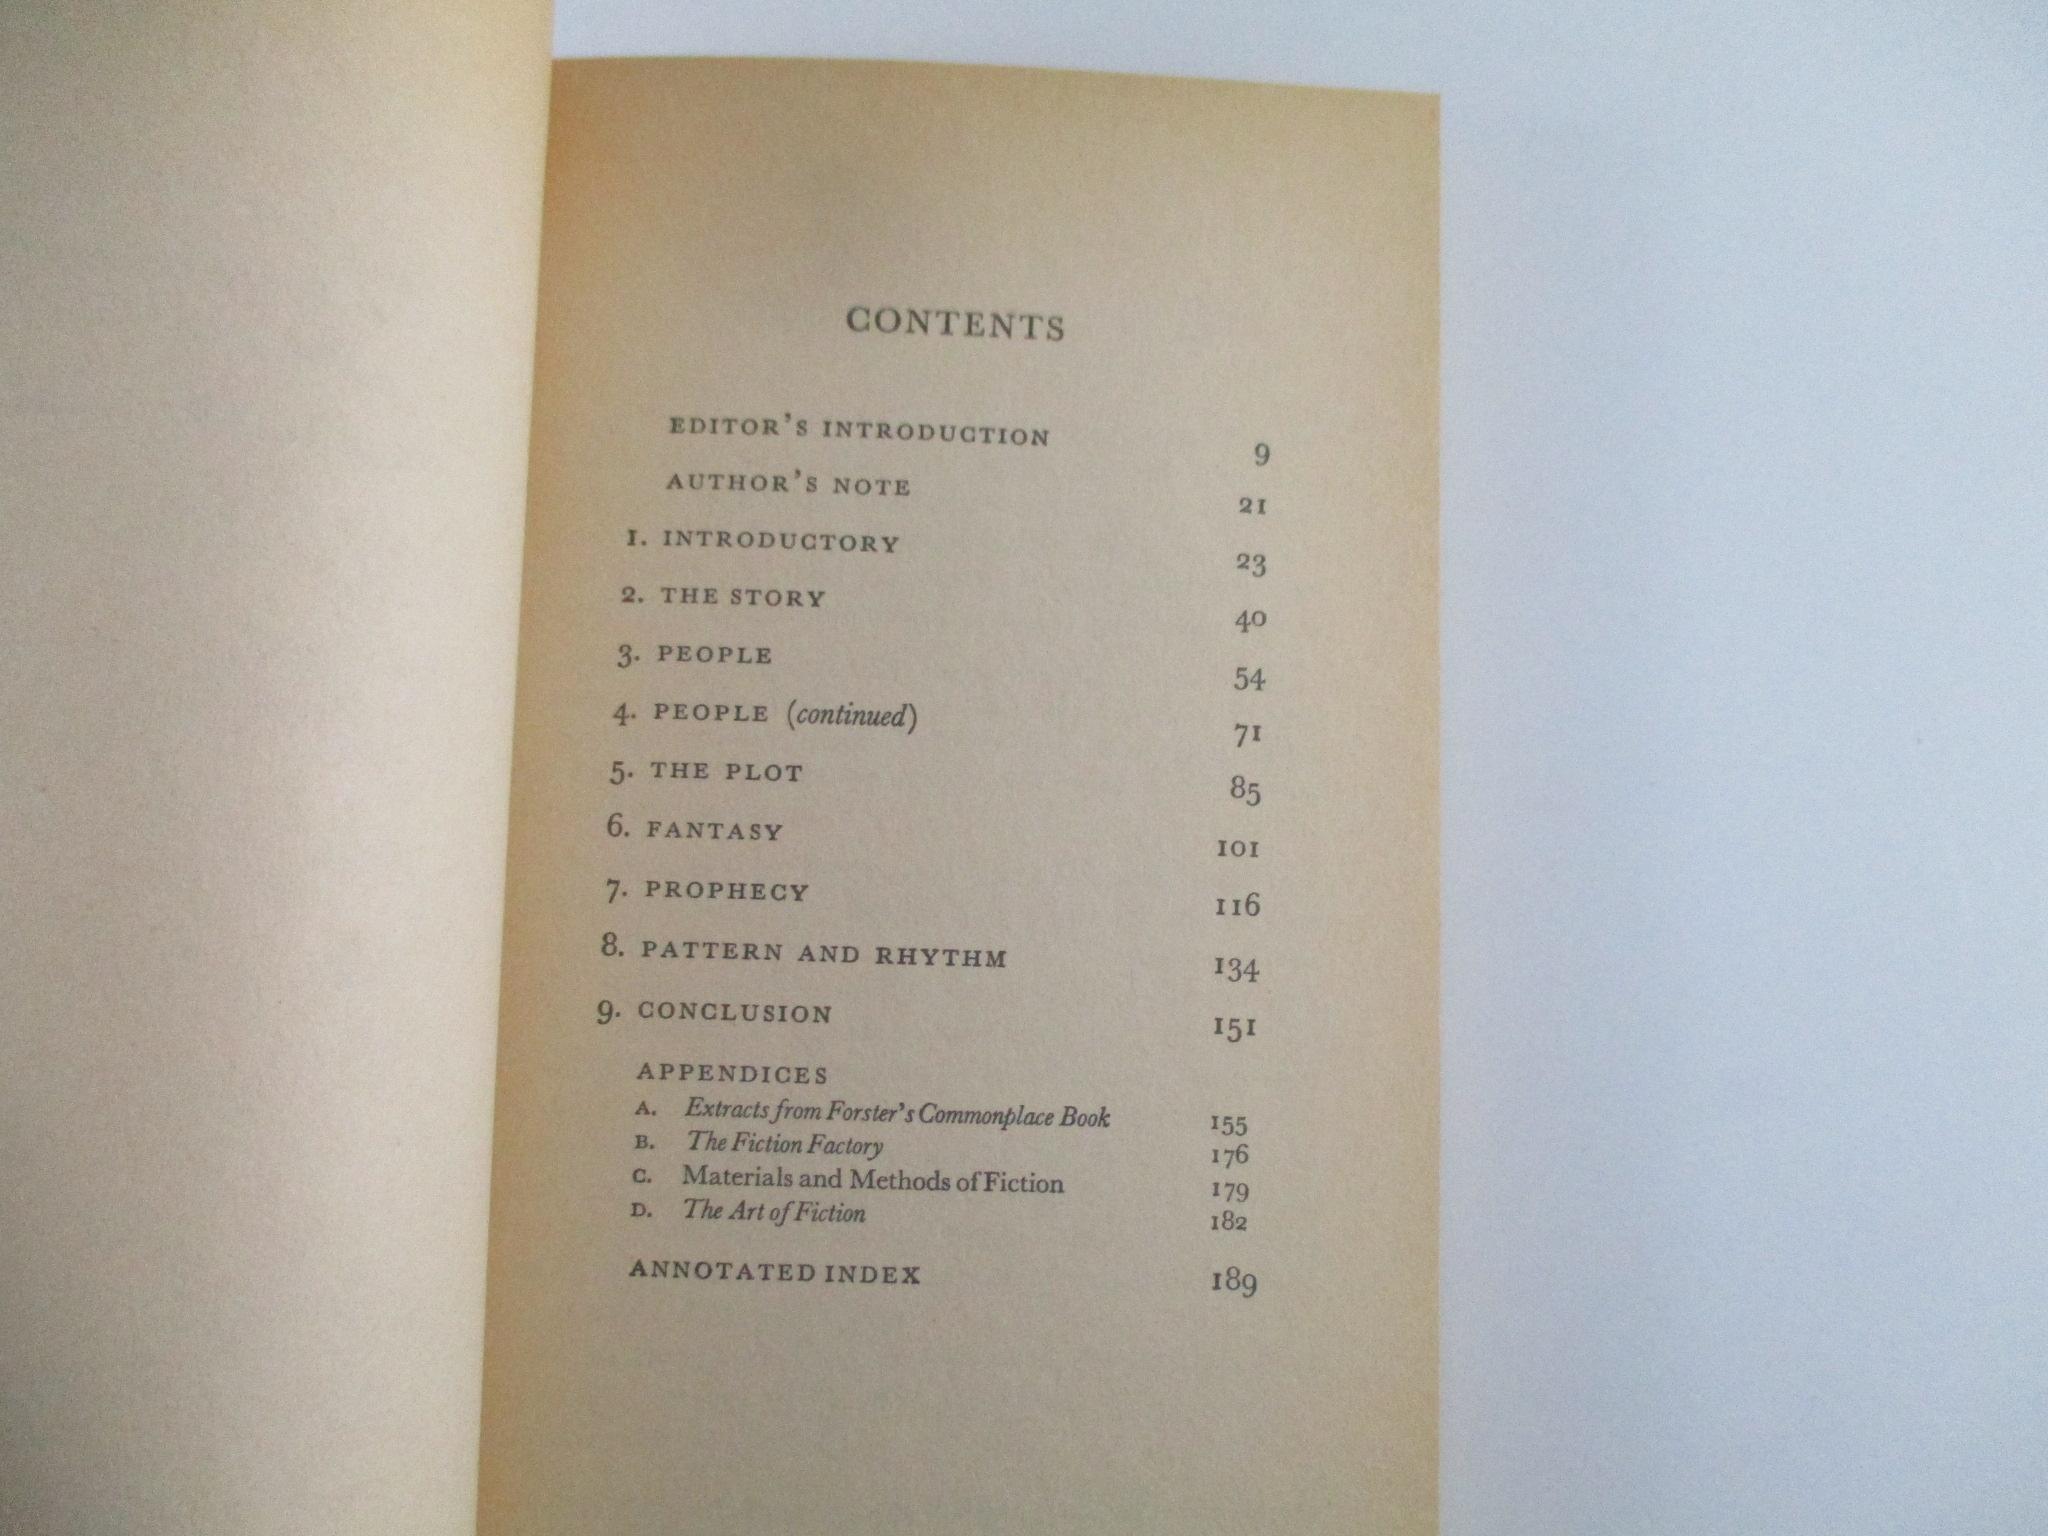 CONTENTS
EDITOR'S INTRODUCTION 9
AUTHOR'S NOTE 21
1. INTRODUCTORY 23
2. THE STORY 40
3. PEOPLE 54
4. PEOPLE (continued) 71
5. THE PLOT 85
6. FANTASY 101
7. PROPHECY 116
8. PATTERN AND RHYTHM 134
9. CONCLUSION 151
APPENDICES
A. Extracts from Forster's Commonplace Book 155
B. The Fiction Factory 176
C. Materials and Methods of Fiction 179
D. The Art of Fiction 182
ANNOTATED INDEX 189